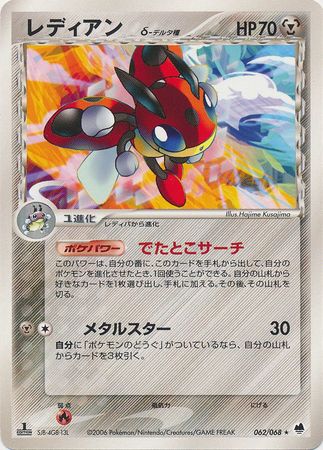 レディアン δ-デルタ種 HP70
Illus. Hajime Kusajima
1進化 レディバから進化
ポケパワー でたとこサーチ
このパワーは、自分の番に、このカードを手札から出して、自分の
ポケモンを進化させたとき、1回使うことができる。自分の山札から
好きなカードを1枚選び出し、手札に加える。その後、その山札を
切る。
メタルスター 30
自分に「ポケモンのどうぐ」がついているなら、自分の山札から
カードを3枚引く。
弱点 抵抗力 にげる
1 EDITION SJB-4GB-13L ©2006 Pokémon/Nintendo/Creatures/GAME FREAK 062/068 ★